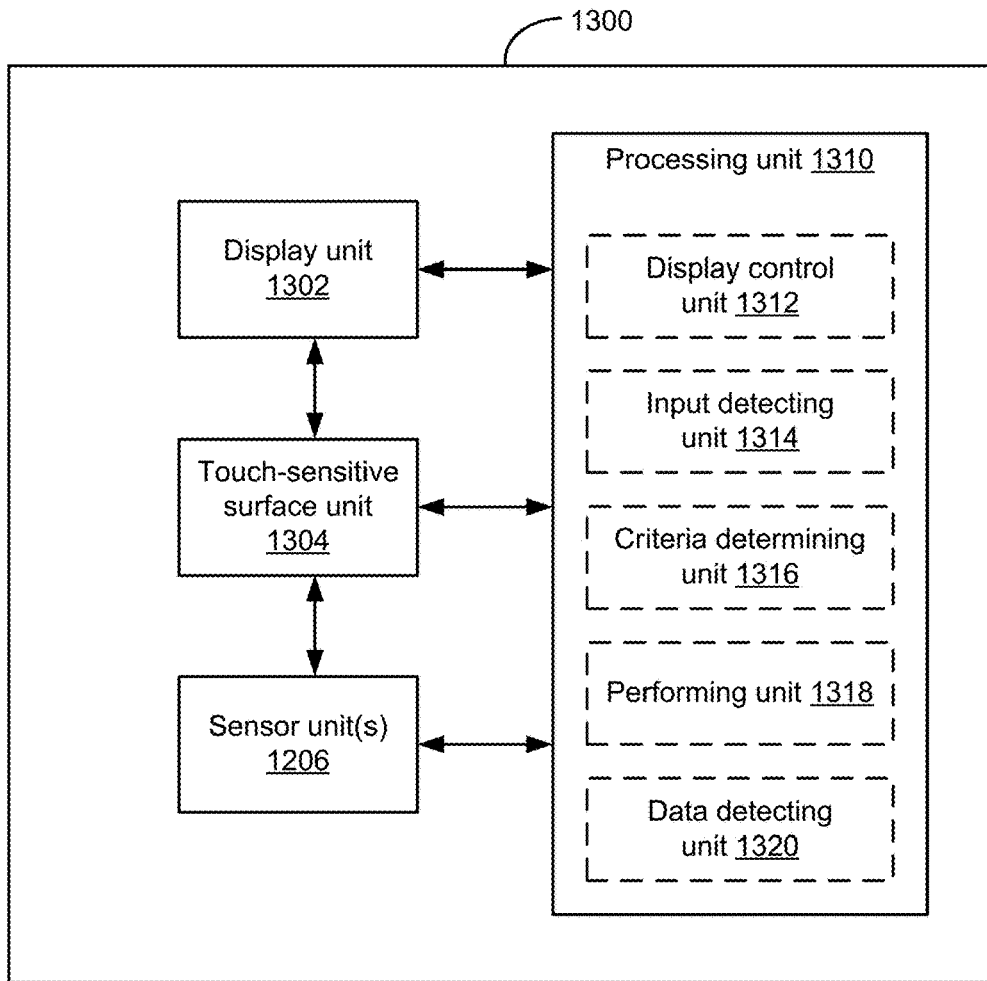 1300
Processing unit 1310
Display unit
1302
Display control
unit 1312
Input detecting
unit 1314
Touch-sensitive
surface unit
1304
Criteria determining
unit 1316
Performing unit 1318
Sensor unit(s)
1206
Data detecting
unit 1320